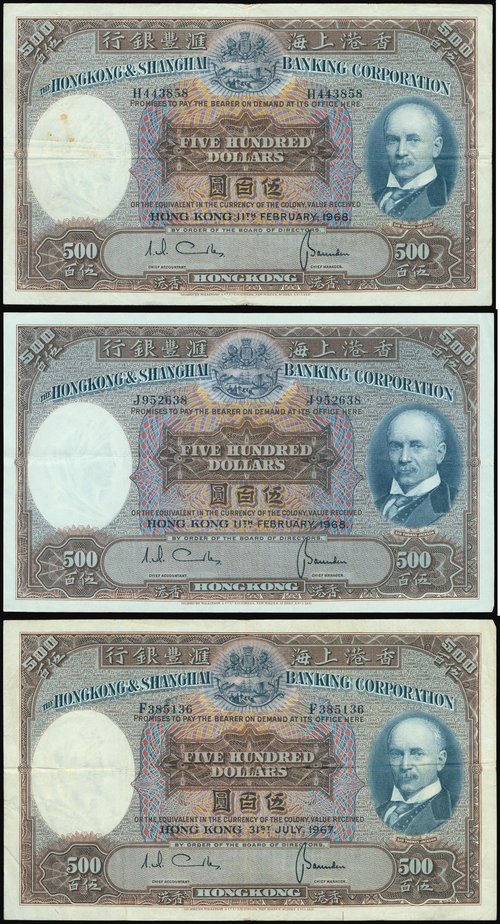 500 行銀豐滙 海上港香 500
伍百 伍百
THE HONGKONG & SHANGHAI BANKING CORPORATION
H443858 H443858
PROMISES TO PAY THE BEARER ON DEMAND AT ITS OFFICE HERE
FIVE HUNDRED
DOLLARS
圓百伍
OR THE EQUIVALENT IN THE CURRENCY OF THE COLONY, VALUE RECEIVED
HONG KONG 11TH FEBRUARY, 1968.
BY ORDER OF THE BOARD OF DIRECTORS,
500 500
百伍 百伍
CHIEF ACCOUNTANT. CHIEF MANAGER.
港 HONGKONG 香
500 行銀豐滙 海上港香 500
伍百 伍百
THE HONGKONG & SHANGHAI BANKING CORPORATION
J952638 J952638
PROMISES TO PAY THE BEARER ON DEMAND AT ITS OFFICE HERE
FIVE HUNDRED
DOLLARS
圓百伍
OR THE EQUIVALENT IN THE CURRENCY OF THE COLONY, VALUE RECEIVED
HONG KONG 11TH FEBRUARY, 1968.
BY ORDER OF THE BOARD OF DIRECTORS,
500 500
百伍 百伍
CHIEF ACCOUNTANT. CHIEF MANAGER.
港 HONGKONG 香
500 行銀豐滙 海上港香 500
伍百 伍百
THE HONGKONG & SHANGHAI BANKING CORPORATION
F385136 F385136
PROMISES TO PAY THE BEARER ON DEMAND AT ITS OFFICE HERE
FIVE HUNDRED
DOLLARS
圓百伍
OR THE EQUIVALENT IN THE CURRENCY OF THE COLONY, VALUE RECEIVED
HONG KONG 31ST JULY, 1967.
BY ORDER OF THE BOARD OF DIRECTORS,
500 500
百伍 百伍
CHIEF ACCOUNTANT. CHIEF MANAGER.
港 HONGKONG 香